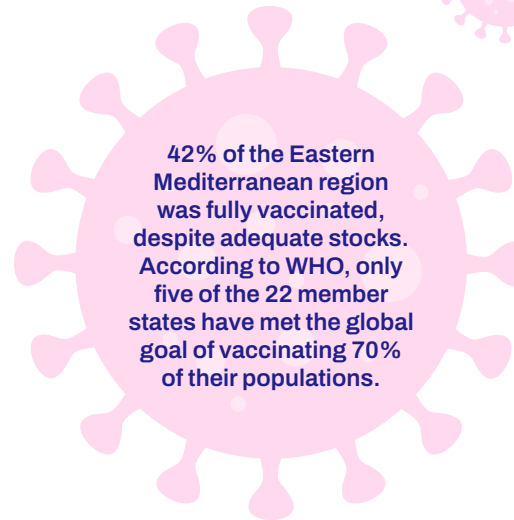 42% of the Eastern
Mediterranean region
was fully vaccinated,
despite adequate stocks.
According to WHO, only
five of the 22 member
states have met the global
goal of vaccinating 70%
of their populations.